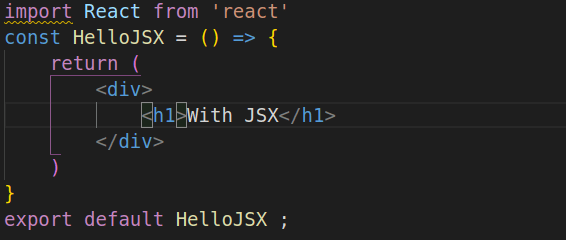 import React from 'react'
const HelloJSX = () => {
    return (
        <div>
            <h1>With JSX</h1>
        </div>
    )
}
export default HelloJSX ;